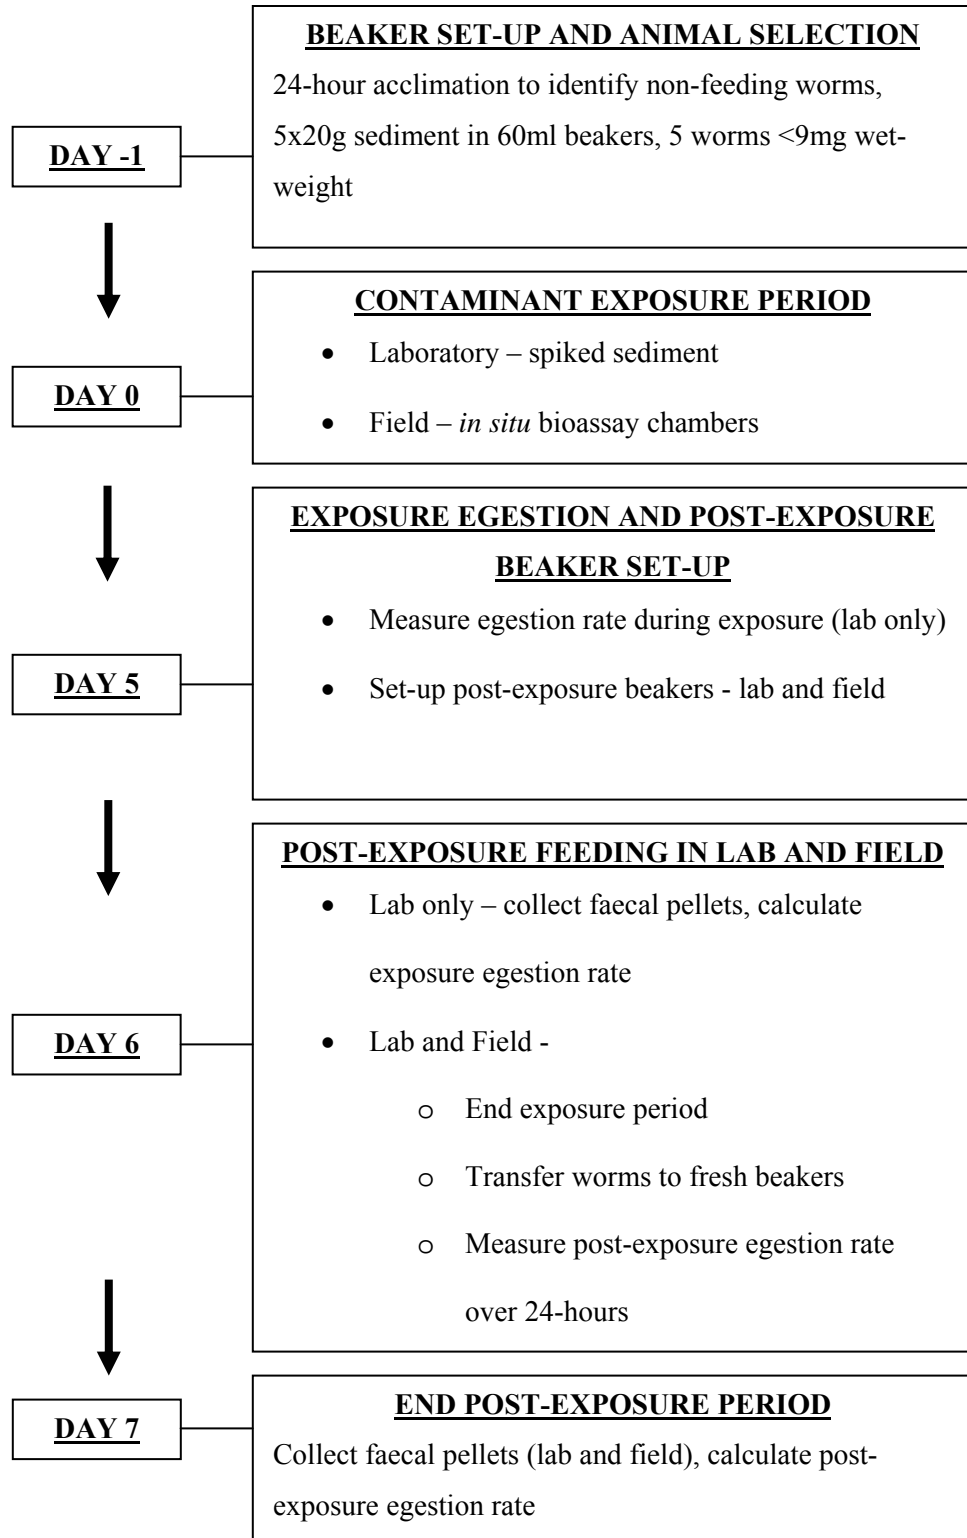 BEAKER SET-UP AND ANIMAL SELECTION
24-hour acclimation to identify non-feeding worms,
5x20g sediment in 60ml beakers, 5 worms <9mg wet-
weight
DAY -1
CONTAMINANT EXPOSURE PERIOD
• Laboratory – spiked sediment
• Field – in situ bioassay chambers
DAY 0
EXPOSURE EGESTION AND POST-EXPOSURE
BEAKER SET-UP
• Measure egestion rate during exposure (lab only)
• Set-up post-exposure beakers - lab and field
DAY 5
POST-EXPOSURE FEEDING IN LAB AND FIELD
• Lab only – collect faecal pellets, calculate
exposure egestion rate
• Lab and Field -
o End exposure period
o Transfer worms to fresh beakers
o Measure post-exposure egestion rate
over 24-hours
DAY 6
END POST-EXPOSURE PERIOD
Collect faecal pellets (lab and field), calculate post-
exposure egestion rate
DAY 7